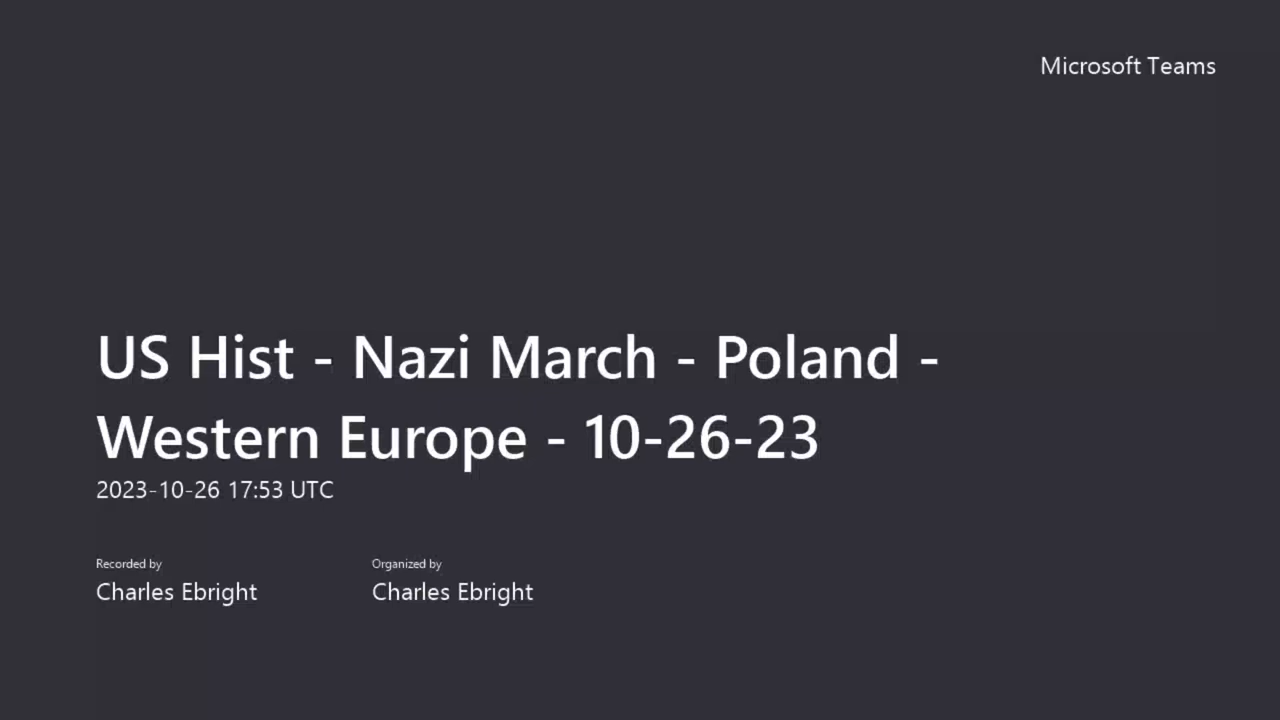 Microsoft Teams
US Hist - Nazi March - Poland -
Western Europe - 10-26-23
2023-10-26 17:53 UTC
Recorded by
Organized by
Charles Ebright
Charles Ebright